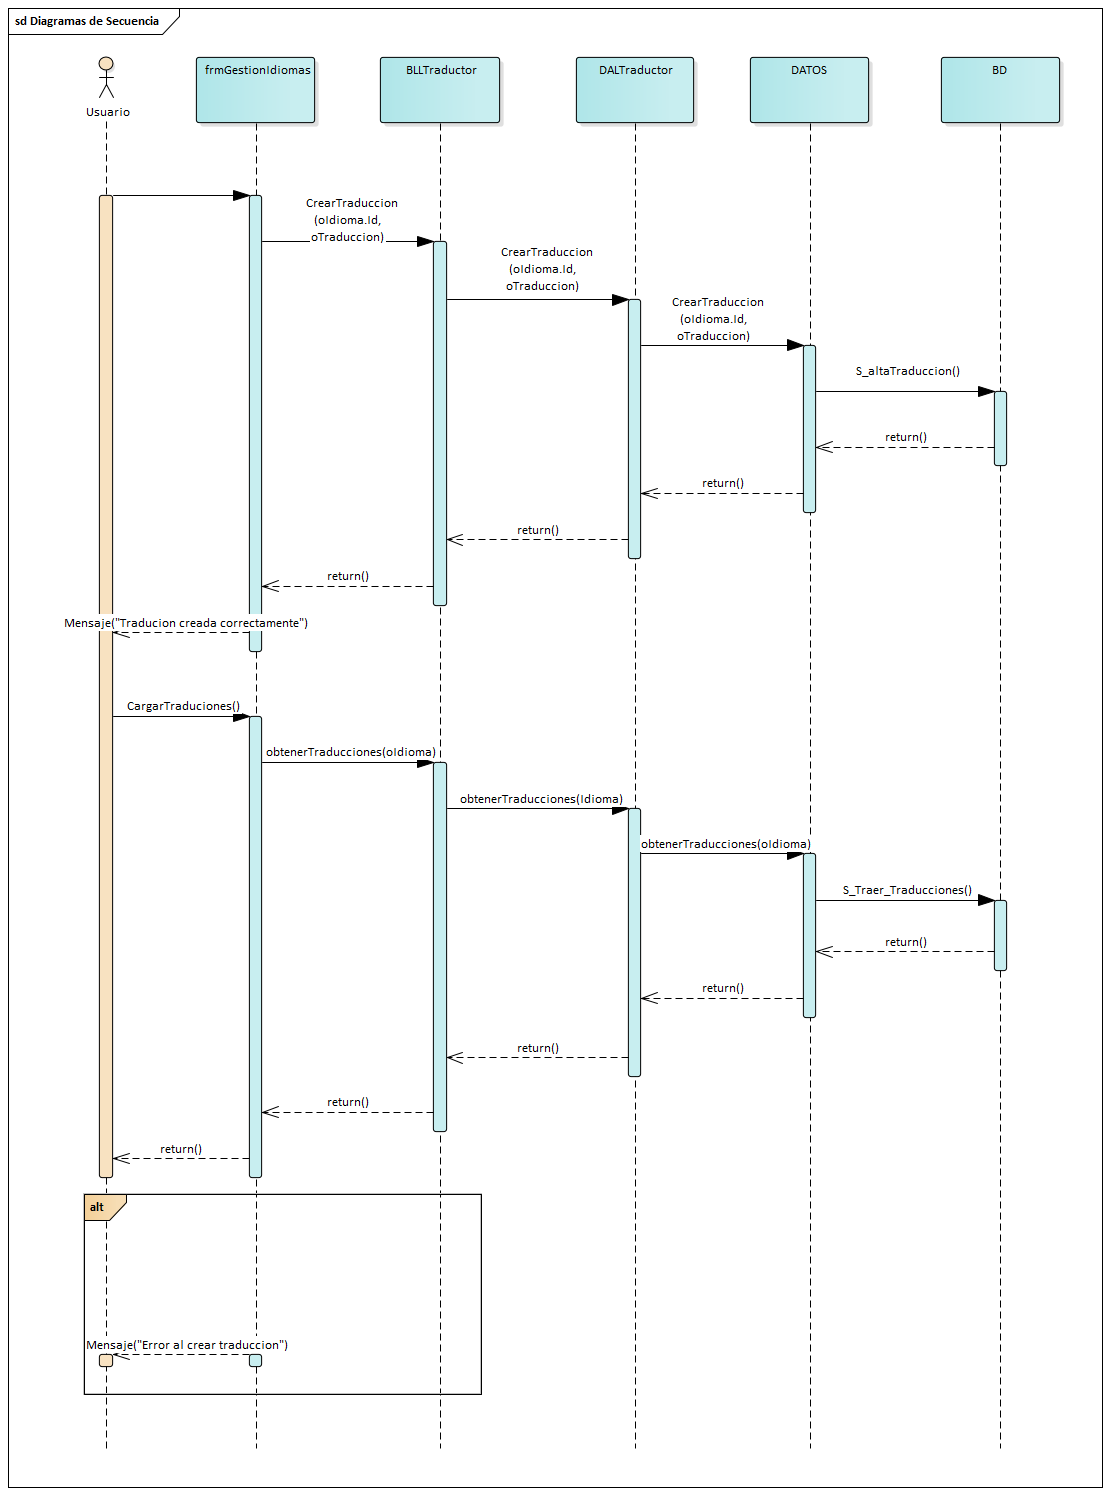 sd Diagramas de Secuencia
Usuario
frmGestionIdiomas
BLLTraductor
DALTraductor
DATOS
BD
CrearTraduccion
(oIdioma.Id,
oTraduccion)
CrearTraduccion
(oIdioma.Id,
oTraduccion)
CrearTraduccion
(oIdioma.Id,
oTraduccion)
S_altaTraduccion()
return()
return()
return()
return()
Mensaje("Traducion creada correctamente")
CargarTraduciones()
obtenerTraducciones(oIdioma)
obtenerTraducciones(Idioma)
obtenerTraducciones(oIdioma)
S_Traer_Traducciones()
return()
return()
return()
return()
return()
alt
Mensaje("Error al crear traduccion")